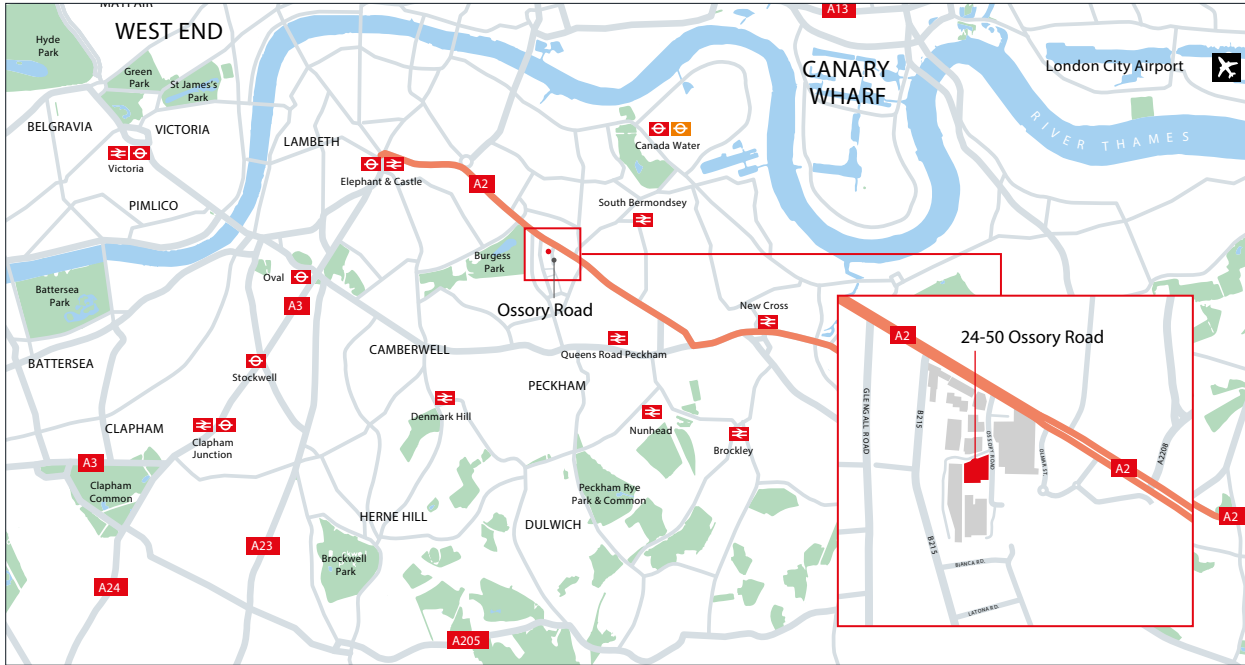 MAYFAIR
WEST END
Hyde
Park
Green
Park
St James's
Park
BELGRAVIA
VICTORIA
Victoria
PIMLICO
LAMBETH
Elephant & Castle
A2
A13
CANARY
WHARF
London City Airport
RIVER THAMES
Canada Water
South Bermondsey
Burgess
Park
Ossory Road
Oval
A3
Battersea
Park
BATTERSEA
Stockwell
CAMBERWELL
Queens Road Peckham
New Cross
PECKHAM
Denmark Hill
Nunhead
Brockley
CLAPHAM
Clapham
Junction
A3
Clapham
Common
Peckham Rye
Park & Common
HERNE HILL
DULWICH
A23
Brockwell
Park
A24
A205
A2
24-50 Ossory Road
GLENGALL ROAD
B215
OSSORY ROAD
OLMAR ST.
A2
A2208
A2
B215
BIANCA RD.
LATONA RD.